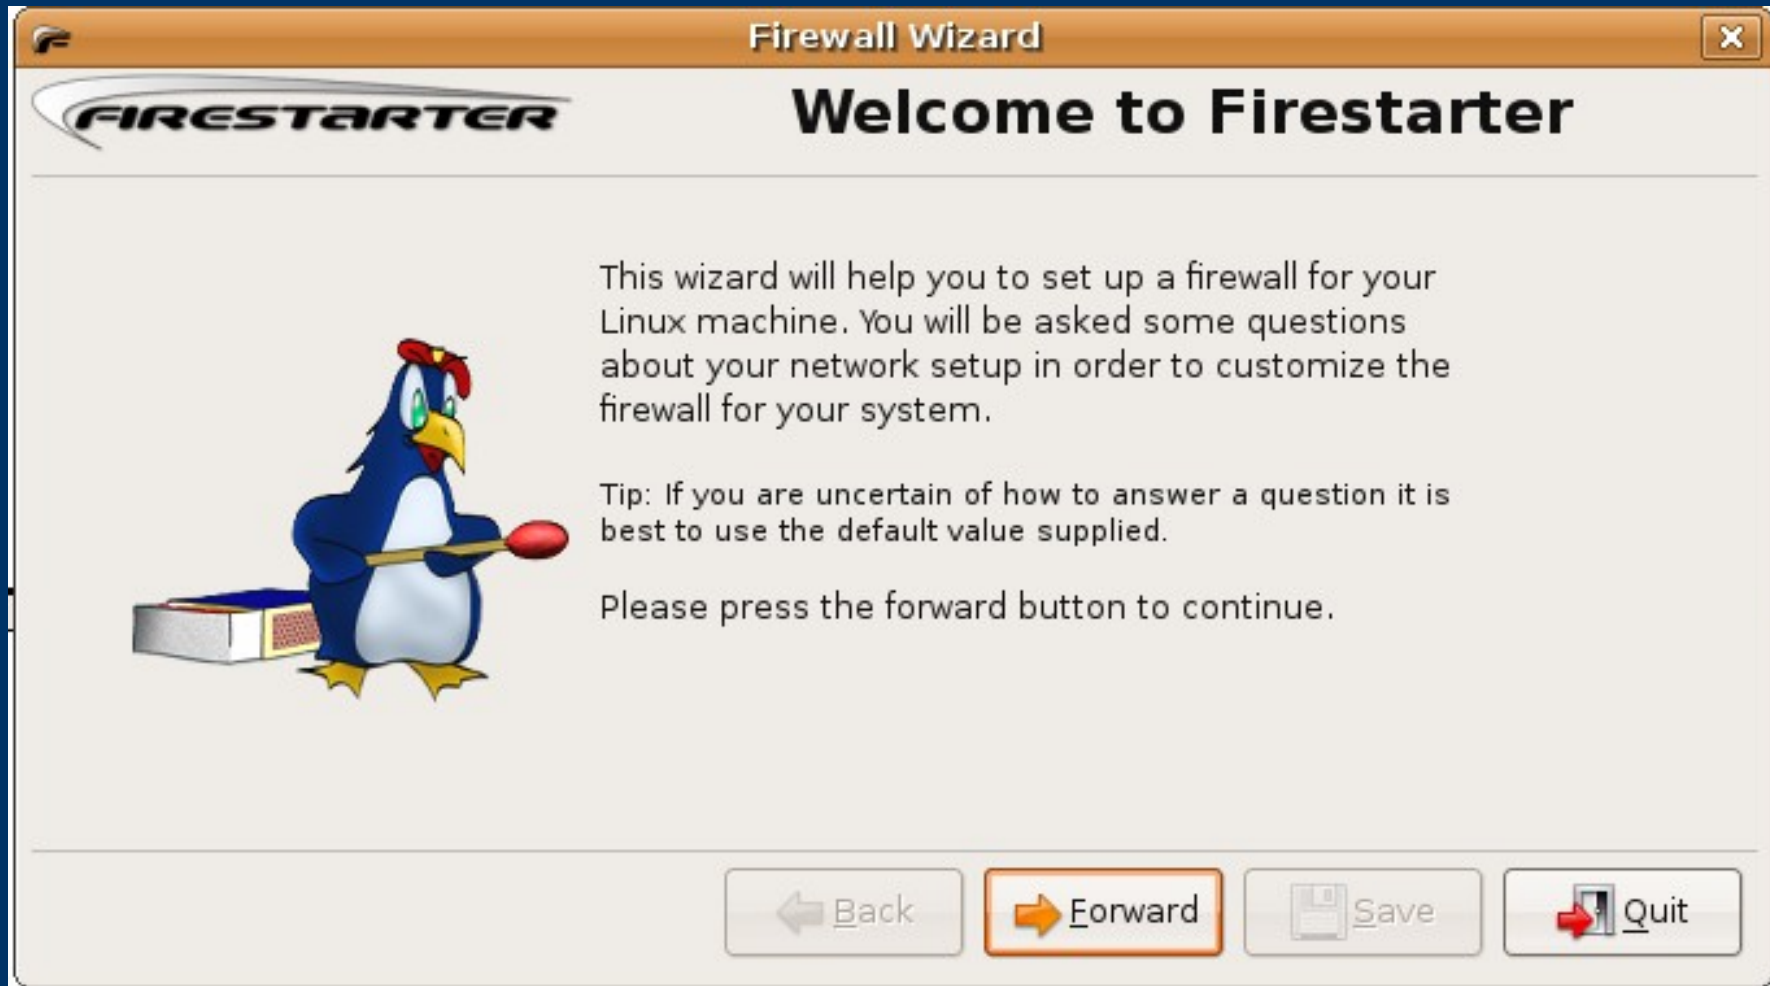 Firewall Wizard
FIRESTARTER
Welcome to Firestarter
This wizard will help you to set up a firewall for your
Linux machine. You will be asked some questions
about your network setup in order to customize the
firewall for your system.
Tip: If you are uncertain of how to answer a question it is
best to use the default value supplied.
Please press the forward button to continue.
Back
Forward
Save
Quit